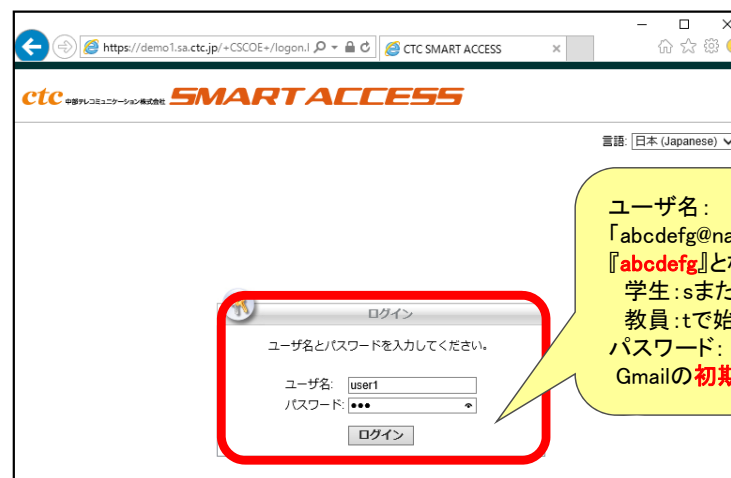 https://demo1.sa.ctc.jp/+CSCOE+/logon.l
CTC SMART ACCESS
ctc 中部テレコミュニケーション株式会社 SMART ACCESS
言語: 日本 (Japanese)
ユーザ名：
「abcdefg@na
『abcdefg』と
学生：sまた
教員：tで始
パスワード：
Gmailの初期
ログイン
ユーザ名とパスワードを入力してください。
ユーザ名: user1
パスワード: ●●●
ログイン